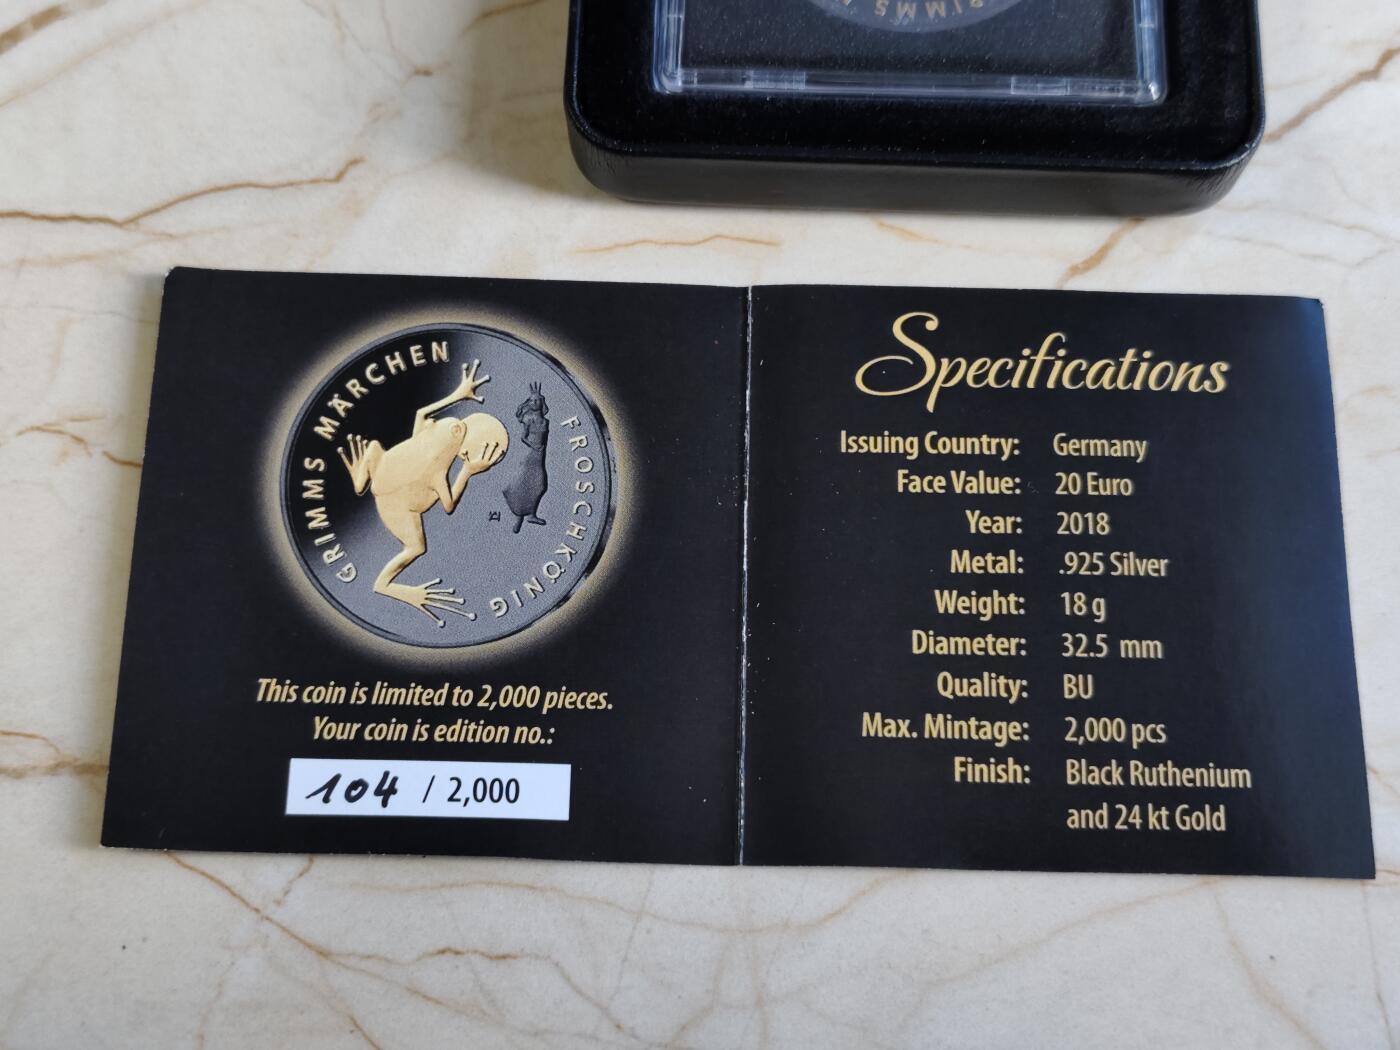 RIMMS
GRIMMS MÄRCHEN
FROSCHKÖNIG
This coin is limited to 2,000 pieces.
Your coin is edition no.:
104 / 2,000
Specifications
Issuing Country: Germany
Face Value: 20 Euro
Year: 2018
Metal: .925 Silver
Weight: 18 g
Diameter: 32.5 mm
Quality: BU
Max. Mintage: 2,000 pcs
Finish: Black Ruthenium
and 24 kt Gold